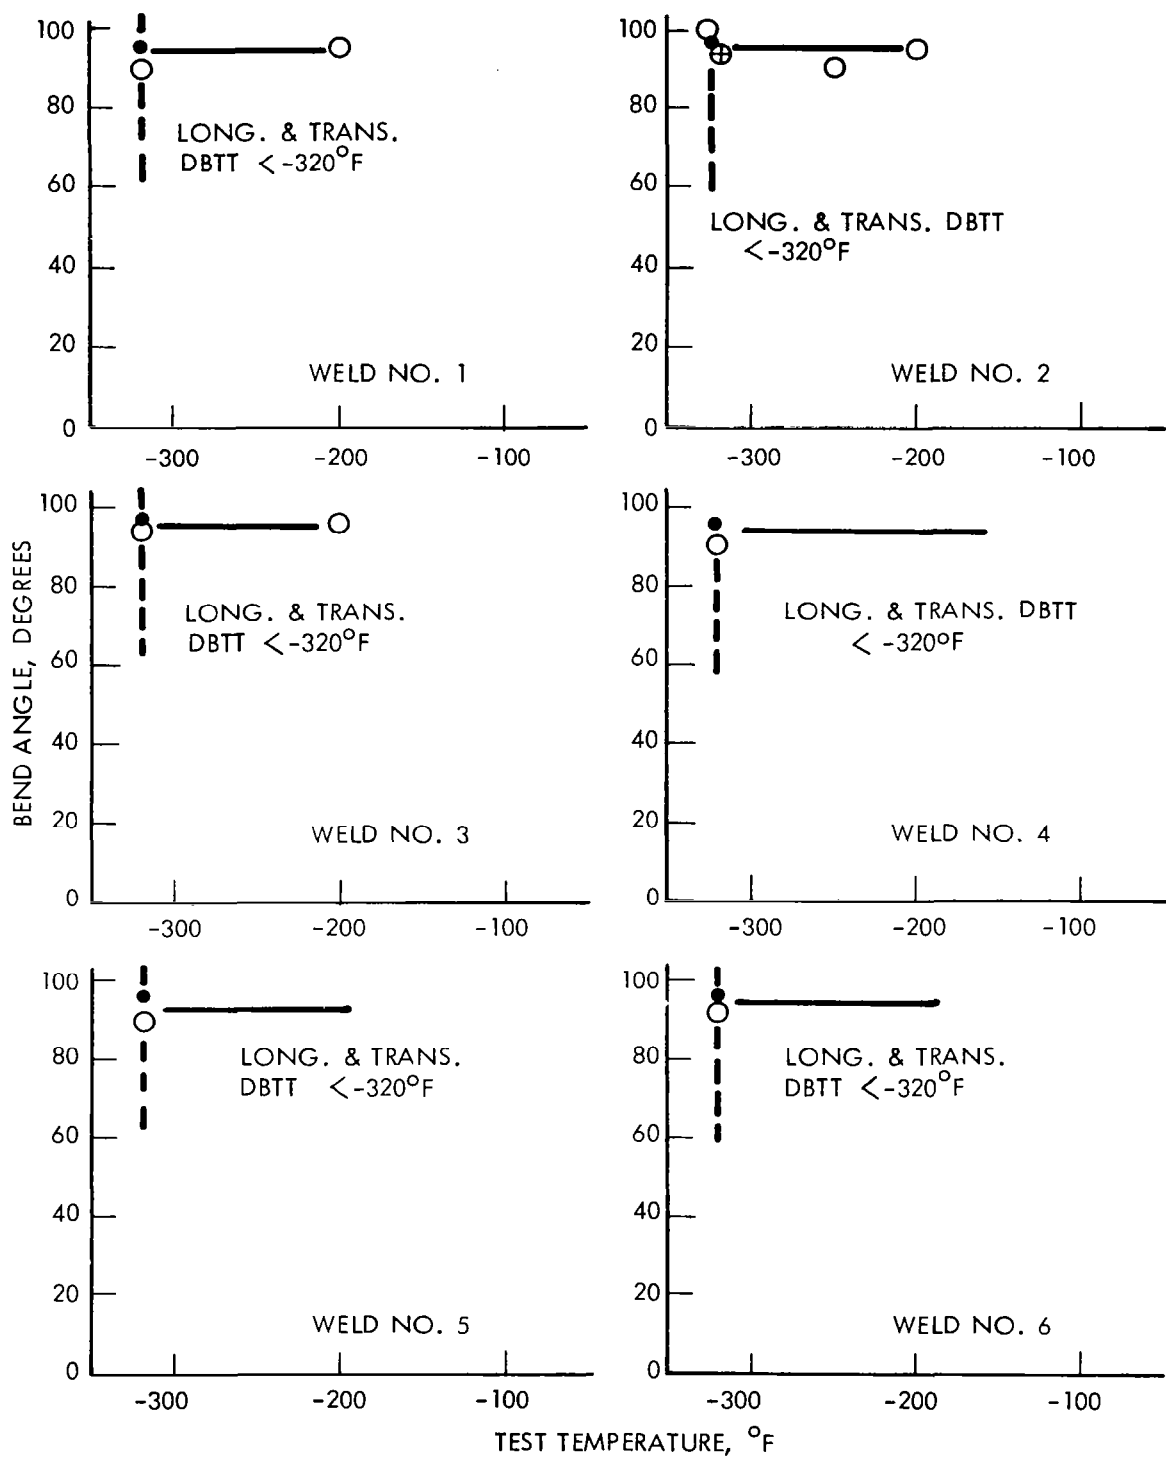 100
80
60
40
20
0
LONG. & TRANS.
DBTT <-320°F
WELD NO. 1
-300 -200 -100
100
80
60
40
20
0
LONG. & TRANS. DBTT
<-320°F
WELD NO. 2
-300 -200 -100
BEND ANGLE, DEGREES
100
80
60
40
20
0
LONG. & TRANS.
DBTT <-320°F
WELD NO. 3
-300 -200 -100
100
80
60
40
20
0
LONG. & TRANS. DBTT
< -320°F
WELD NO. 4
-300 -200 -100
100
80
60
40
20
0
LONG. & TRANS.
DBTT <-320°F
WELD NO. 5
-300 -200 -100
100
80
60
40
20
0
LONG. & TRANS.
DBTT <-320°F
WELD NO. 6
-300 -200 -100
TEST TEMPERATURE, °F